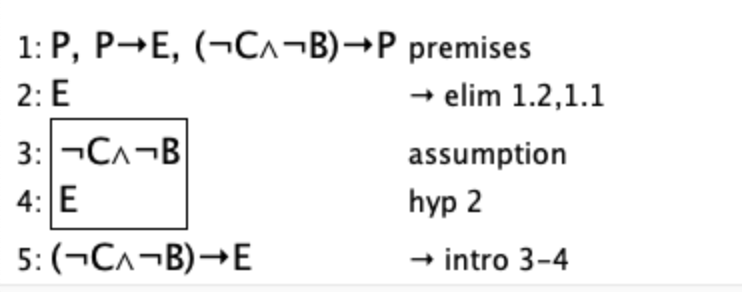 1: P, P→E, (¬C∧¬B)→P premises
2: E → elim 1.2,1.1
3: ¬C∧¬B assumption
4: E hyp 2
5: (¬C∧¬B)→E → intro 3-4